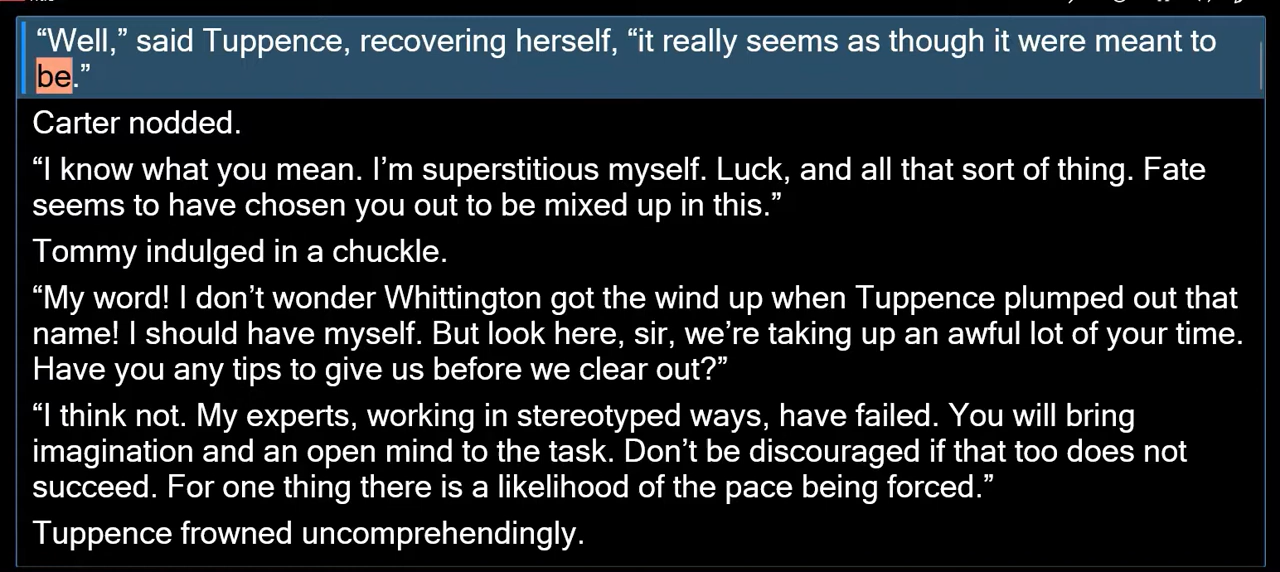 “Well,” said Tuppence, recovering herself, “it really seems as though it were meant to
be.”
Carter nodded.
“I know what you mean. I’m superstitious myself. Luck, and all that sort of thing. Fate
seems to have chosen you out to be mixed up in this.”
Tommy indulged in a chuckle.
“My word! I don’t wonder Whittington got the wind up when Tuppence plumped out that
name! I should have myself. But look here, sir, we’re taking up an awful lot of your time.
Have you any tips to give us before we clear out?”
“I think not. My experts, working in stereotyped ways, have failed. You will bring
imagination and an open mind to the task. Don’t be discouraged if that too does not
succeed. For one thing there is a likelihood of the pace being forced.”
Tuppence frowned uncomprehendingly.